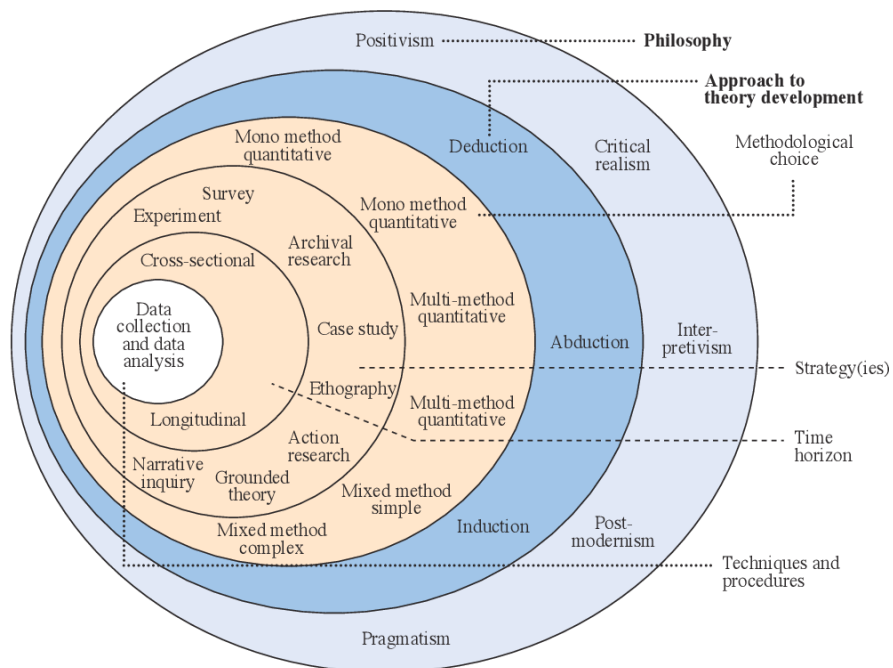 Positivism
Philosophy
Approach to
theory development
Mono method
quantitative
Deduction
Critical
realism
Methodological
choice
Survey
Experiment
Mono method
quantitative
Archival
research
Cross-sectional
Data
collection
and data
analysis
Multi-method
quantitative
Case study
Abduction
Inter-
pretivism
Strategy(ies)
Ethography
Multi-method
quantitative
Longitudinal
Action
research
Time
horizon
Narrative
inquiry
Grounded
theory
Mixed method
simple
Mixed method
complex
Induction
Post-
modernism
Techniques and
procedures
Pragmatism